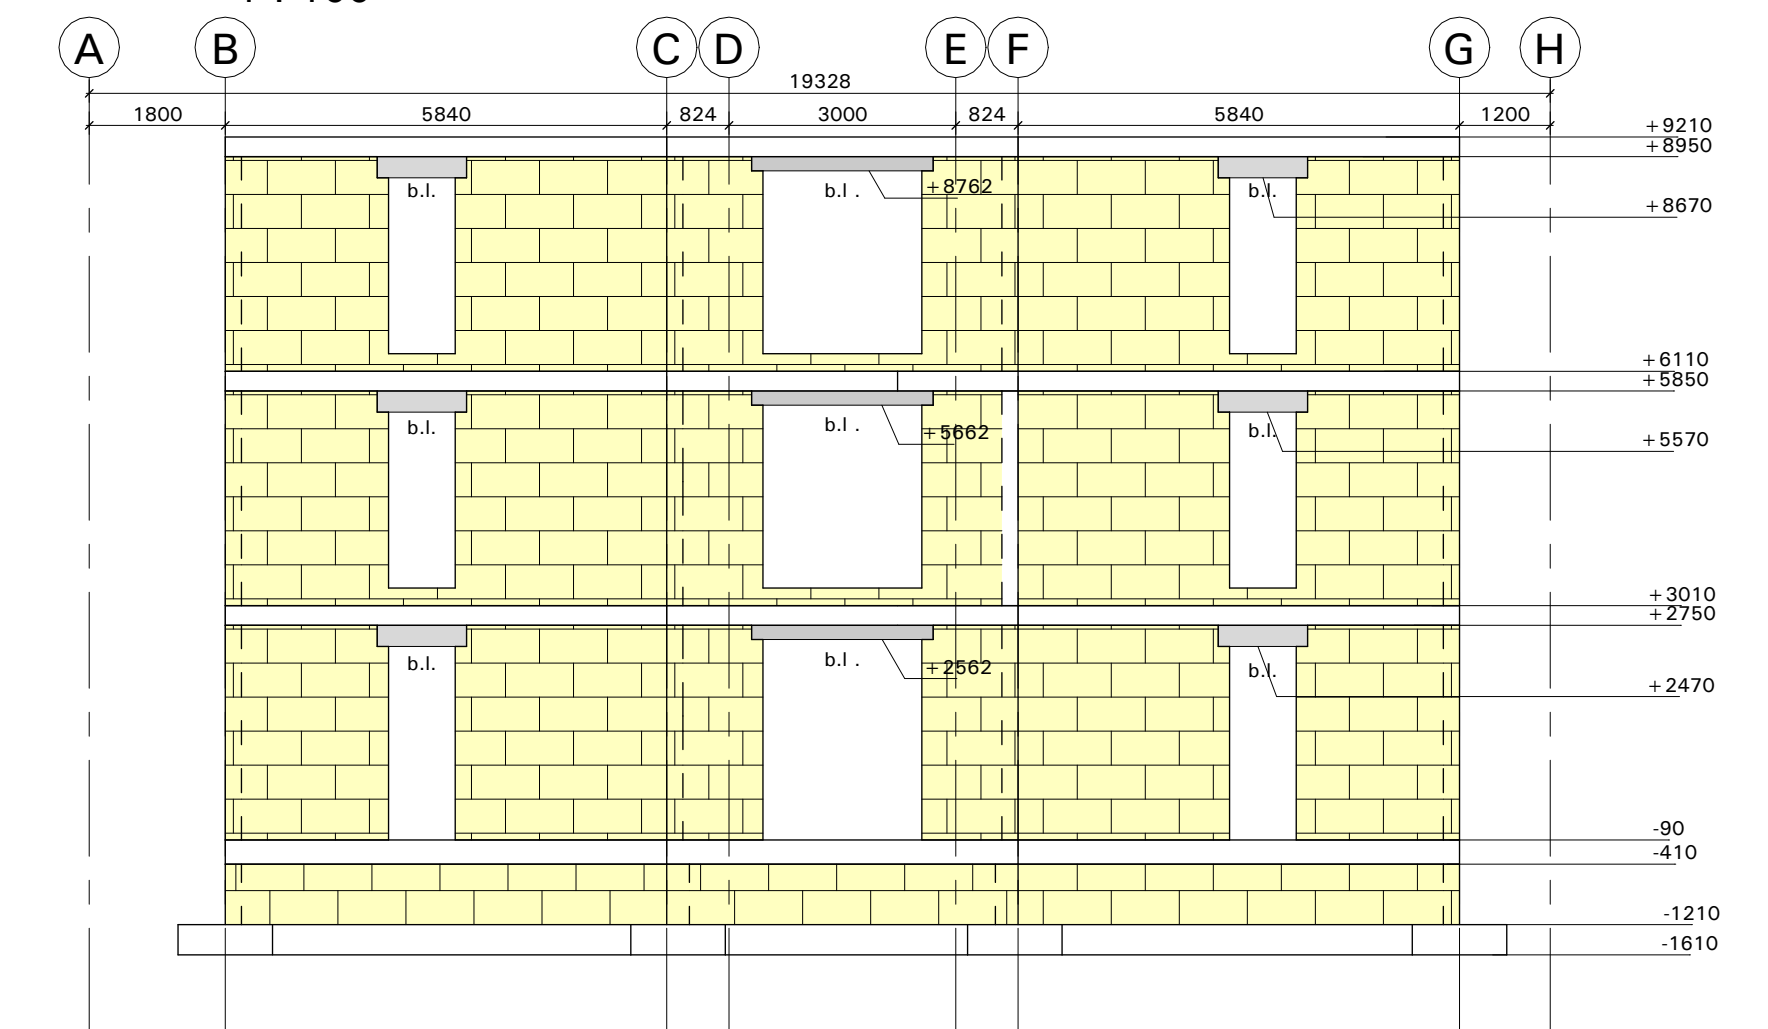 A B C D E F G H
19328
1800 5840 824 3000 824 5840 1200
+9210
+8950
b.l. b.l . +8762 b.l.
+8670
+6110
+5850
b.l. b.l . +5662 b.l.
+5570
+3010
+2750
b.l. b.l . +2562 b.l.
+2470
-90
-410
-1210
-1610